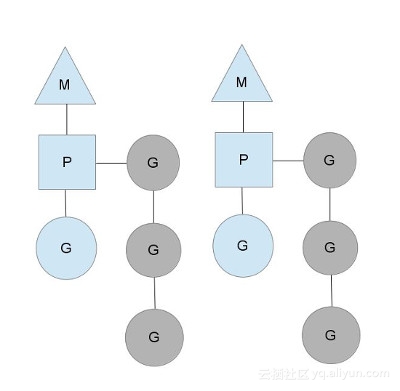 M M
P G P G
G G G G
G G
云栖社区 yq.aliyun.com